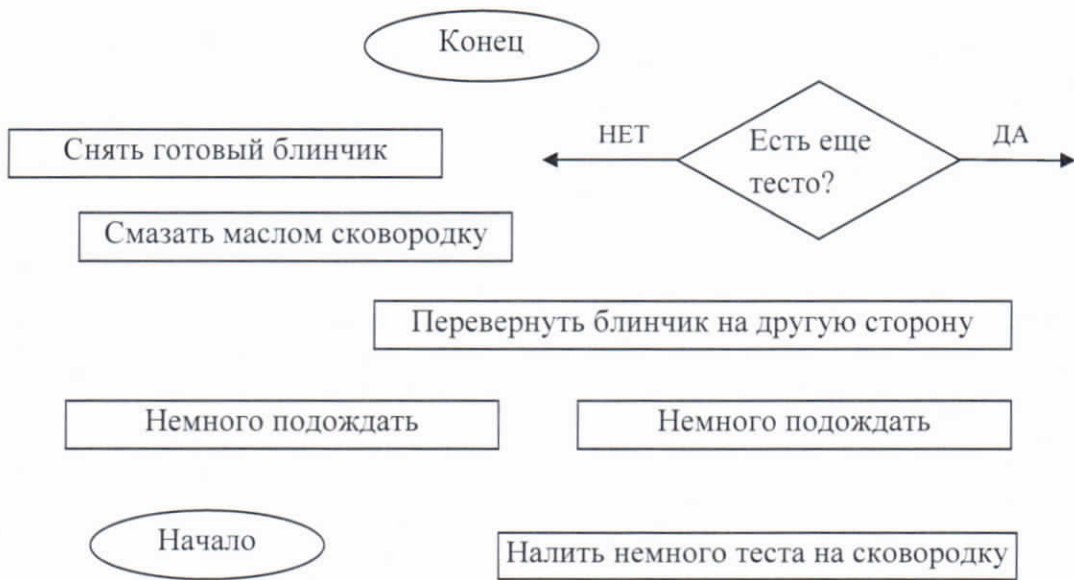 Конец
НЕТ
Есть еще
тесто?
ДА
Снять готовый блинчик
Смазать маслом сковородку
Перевернуть блинчик на другую сторону
Немного подождать
Немного подождать
Начало
Налить немного теста на сковородку